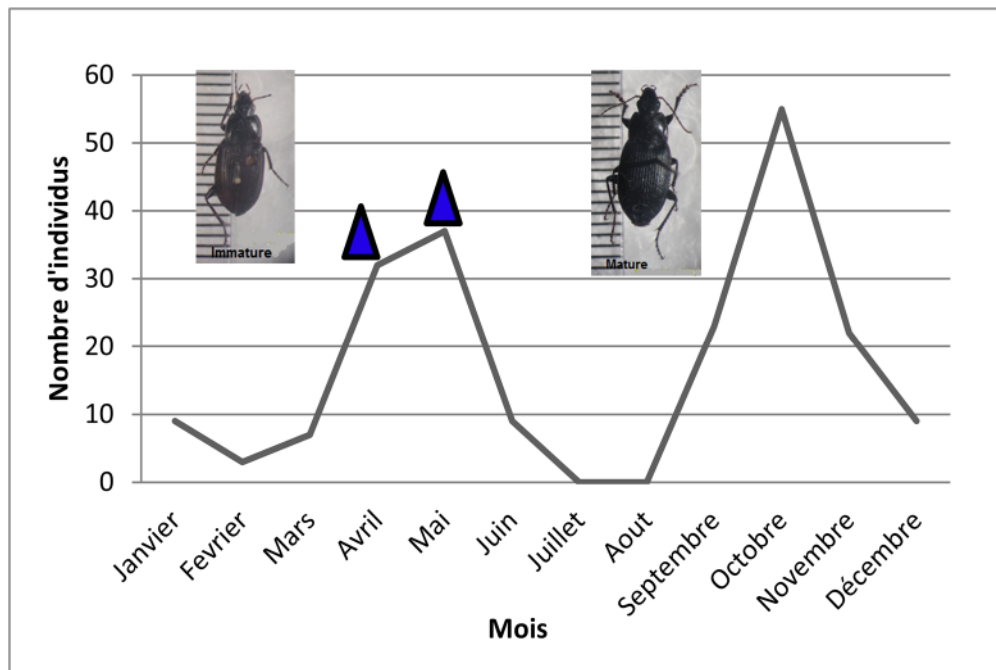 60
50
40
30
20
10
0
Nombre d'individus
Immature
Mature
Janvier
Fevrier
Mars
Avril
Mai
Juin
Juillet
Aout
Septembre
Octobre
Novembre
Décembre
Mois